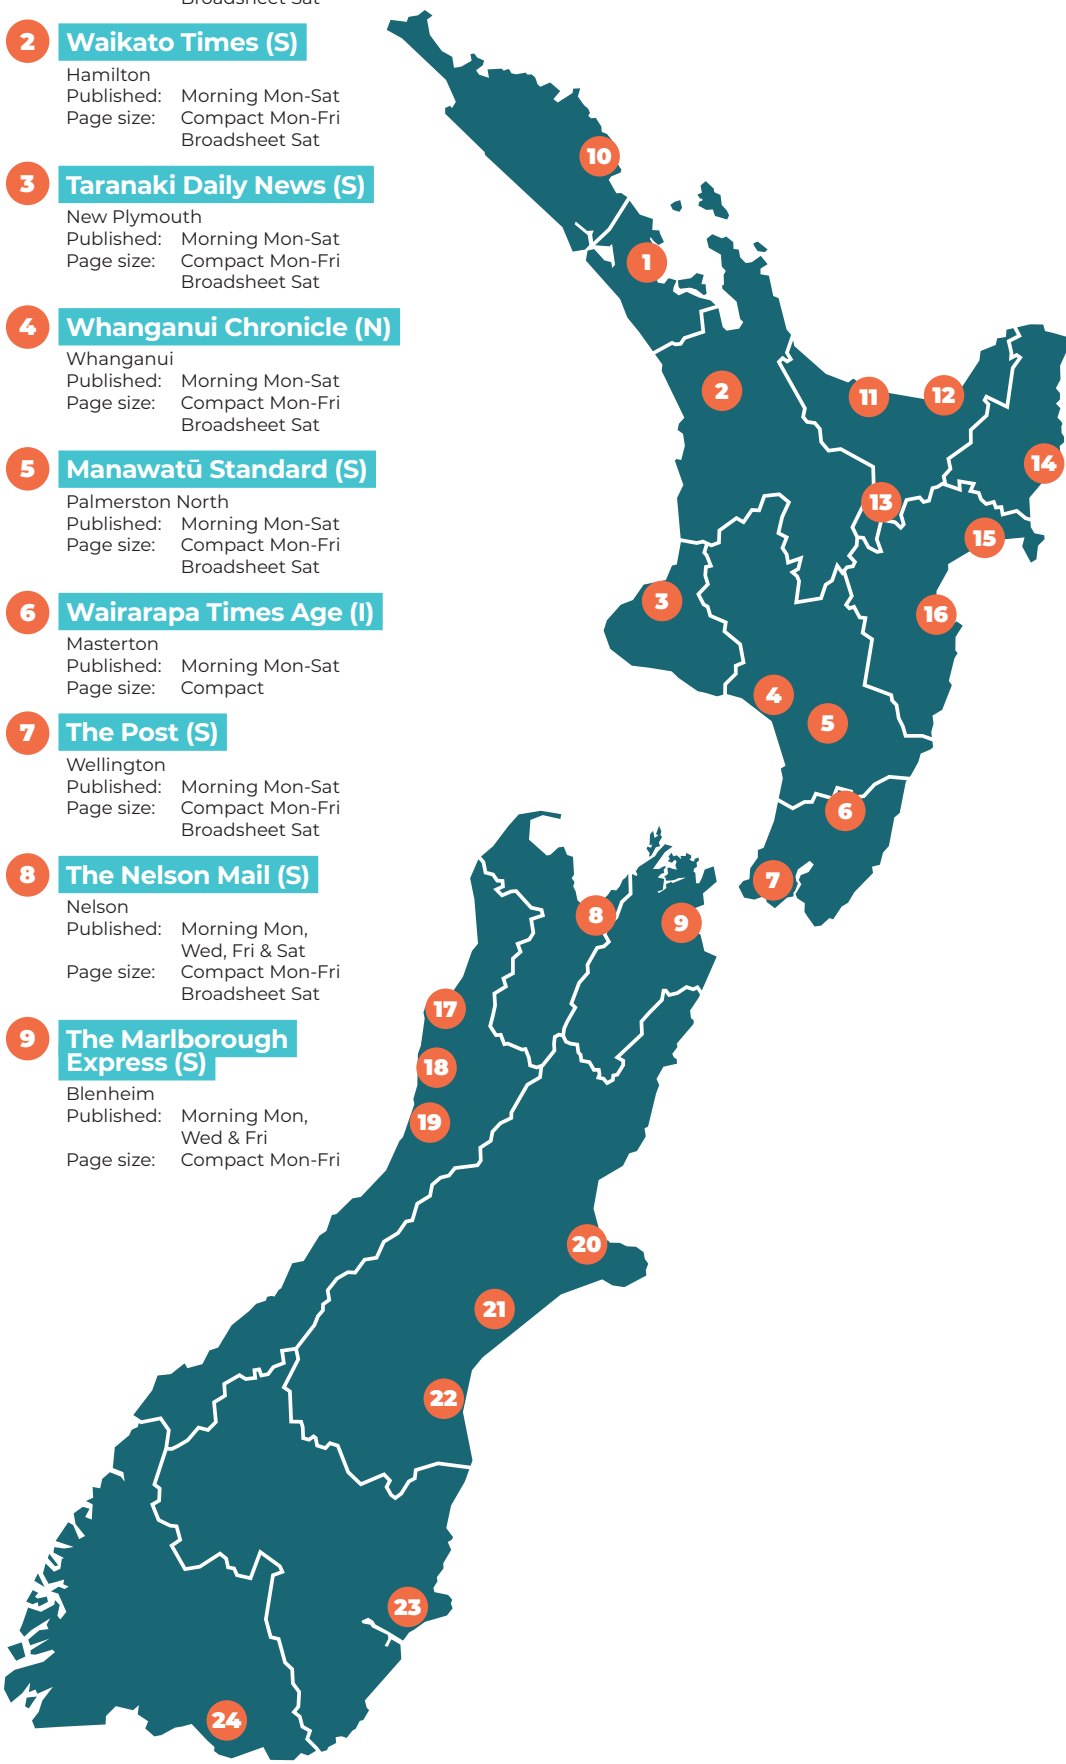 Broadsheet Sat
2 Waikato Times (S)
Hamilton
Published: Morning Mon-Sat
Page size: Compact Mon-Fri
Broadsheet Sat
3 Taranaki Daily News (S)
New Plymouth
Published: Morning Mon-Sat
Page size: Compact Mon-Fri
Broadsheet Sat
4 Whanganui Chronicle (N)
Whanganui
Published: Morning Mon-Sat
Page size: Compact Mon-Fri
Broadsheet Sat
5 Manawatū Standard (S)
Palmerston North
Published: Morning Mon-Sat
Page size: Compact Mon-Fri
Broadsheet Sat
6 Wairarapa Times Age (I)
Masterton
Published: Morning Mon-Sat
Page size: Compact
7 The Post (S)
Wellington
Published: Morning Mon-Sat
Page size: Compact Mon-Fri
Broadsheet Sat
8 The Nelson Mail (S)
Nelson
Published: Morning Mon,
Wed, Fri & Sat
Page size: Compact Mon-Fri
Broadsheet Sat
9 The Marlborough
Express (S)
Blenheim
Published: Morning Mon,
Wed & Fri
Page size: Compact Mon-Fri
10
1
2
11
12
14
13
15
3
16
4
5
6
7
8
9
17
18
19
20
21
22
23
24